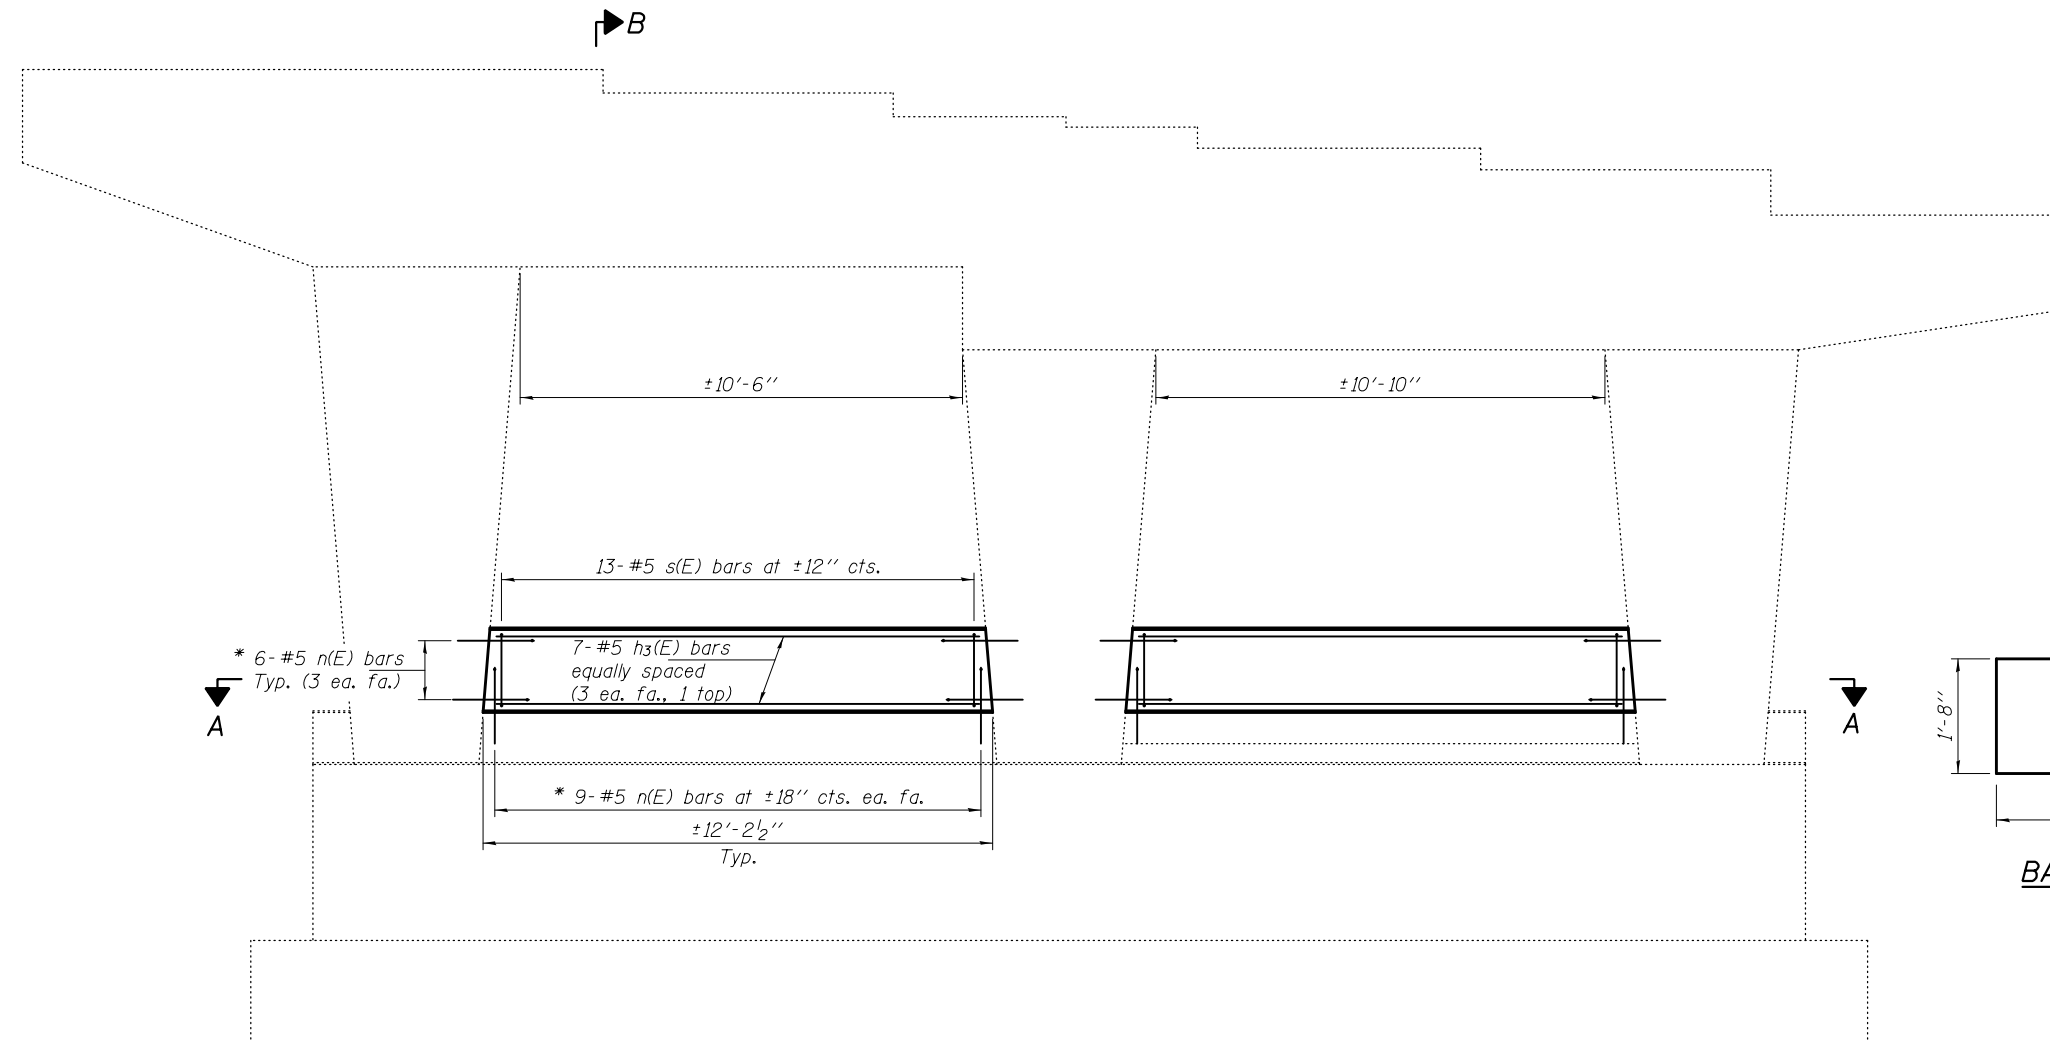 B
±10'-6"
±10'-10"
13-#5 s(E) bars at ±12" cts.
* 6-#5 n(E) bars
Typ. (3 ea. fa.)
7-#5 h3(E) bars
equally spaced
(3 ea. fa., 1 top)
A
A
1'-8"
* 9-#5 n(E) bars at ±18" cts. ea. fa.
±12'-2½"
Typ.
BA